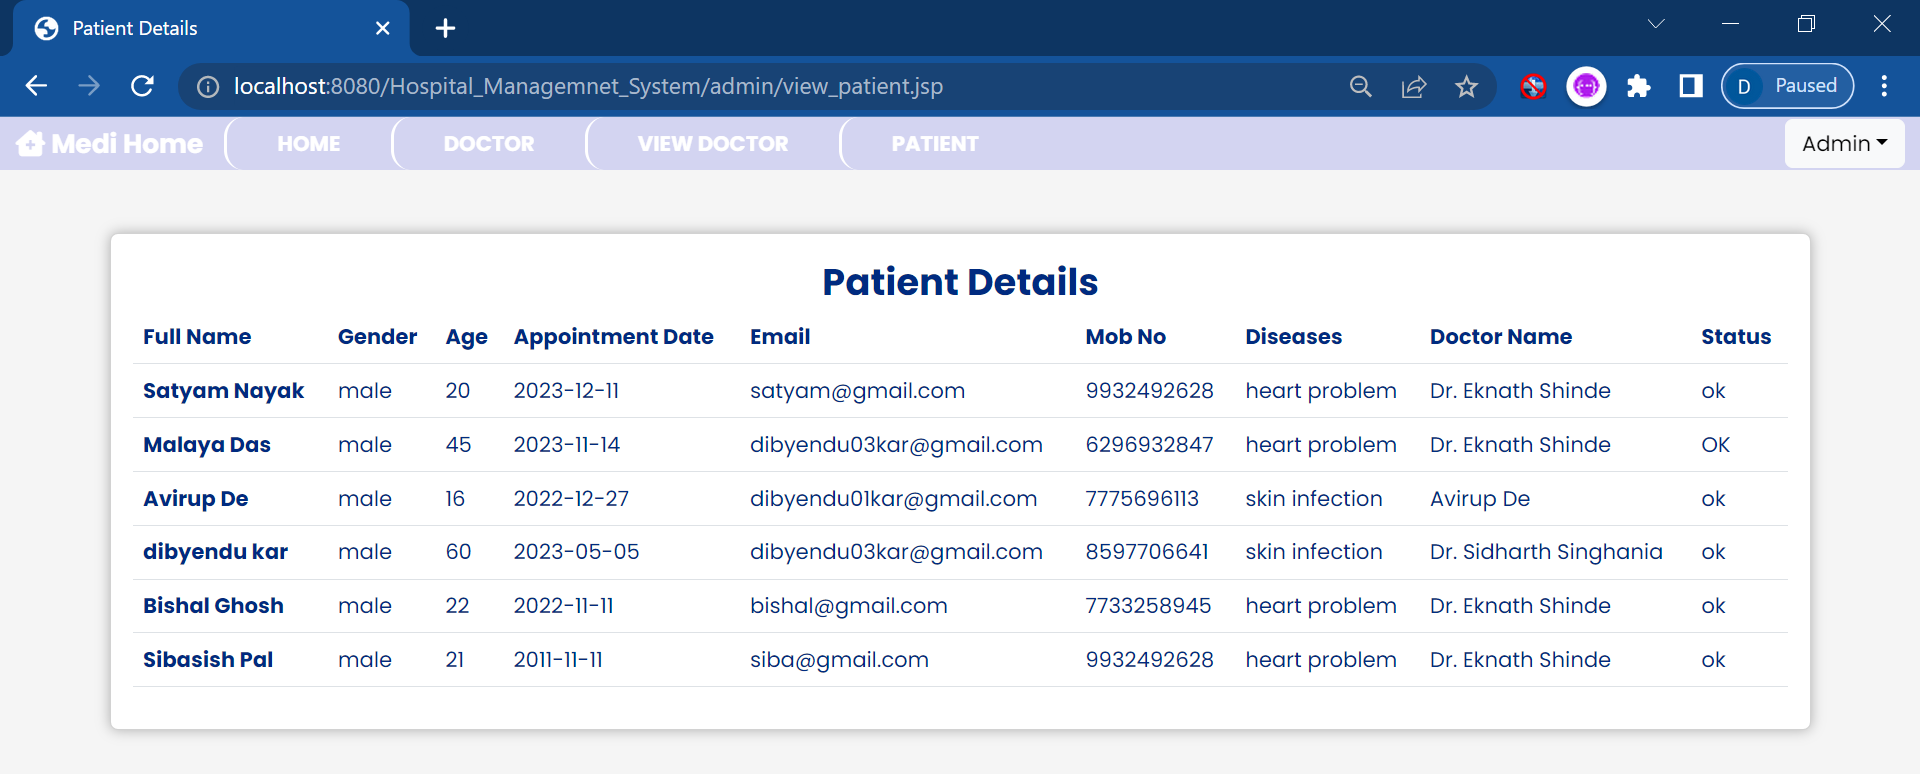 Patient Details
localhost:8080/Hospital_Managemnet_System/admin/view_patient.jsp
D Paused
Medi Home HOME DOCTOR VIEW DOCTOR PATIENT Admin
Patient Details
Full Name Gender Age Appointment Date Email Mob No Diseases Doctor Name Status
Satyam Nayak male 20 2023-12-11 satyam@gmail.com 9932492628 heart problem Dr. Eknath Shinde ok
Malaya Das male 45 2023-11-14 dibyendu03kar@gmail.com 6296932847 heart problem Dr. Eknath Shinde OK
Avirup De male 16 2022-12-27 dibyendu01kar@gmail.com 7775696113 skin infection Avirup De ok
dibyendu kar male 60 2023-05-05 dibyendu03kar@gmail.com 8597706641 skin infection Dr. Sidharth Singhania ok
Bishal Ghosh male 22 2022-11-11 bishal@gmail.com 7733258945 heart problem Dr. Eknath Shinde ok
Sibasish Pal male 21 2011-11-11 siba@gmail.com 9932492628 heart problem Dr. Eknath Shinde ok